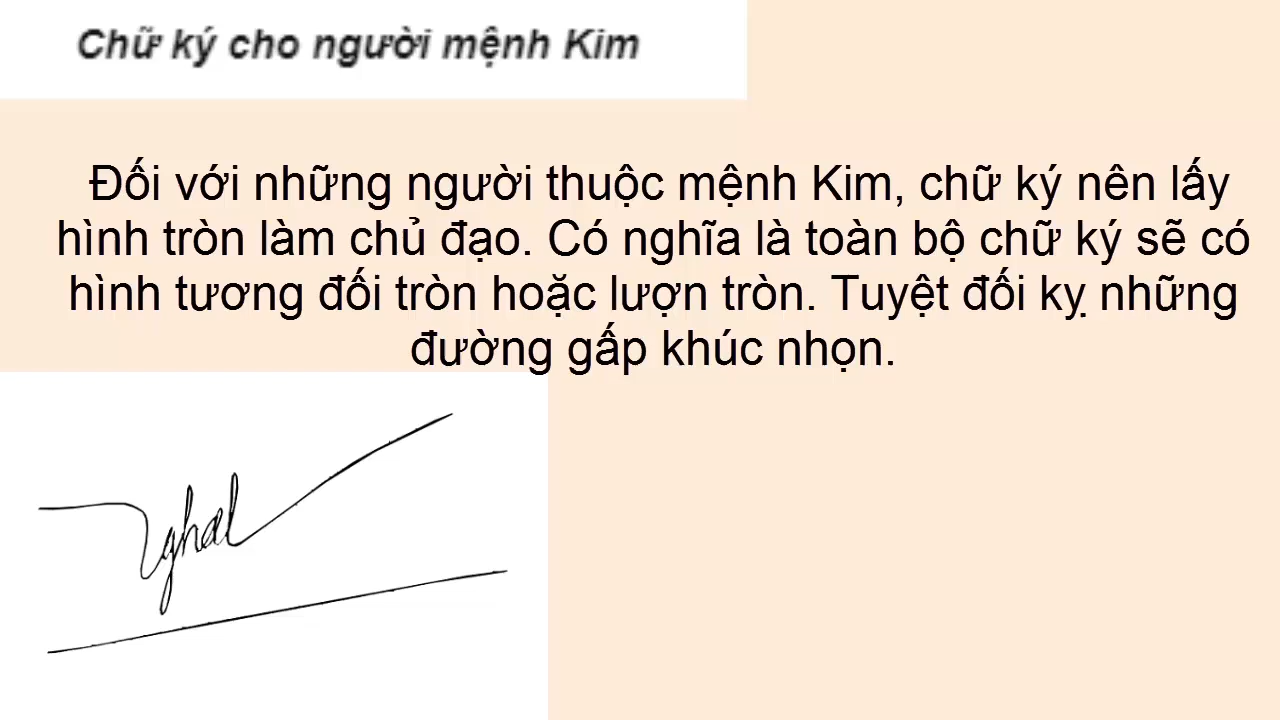 Chữ ký cho người mệnh Kim
Đối với những người thuộc mệnh Kim, chữ ký nên lấy
hình tròn làm chủ đạo. Có nghĩa là toàn bộ chữ ký sẽ có
hình tương đối tròn hoặc lượn tròn. Tuyệt đối kỵ những
đường gấp khúc nhọn.